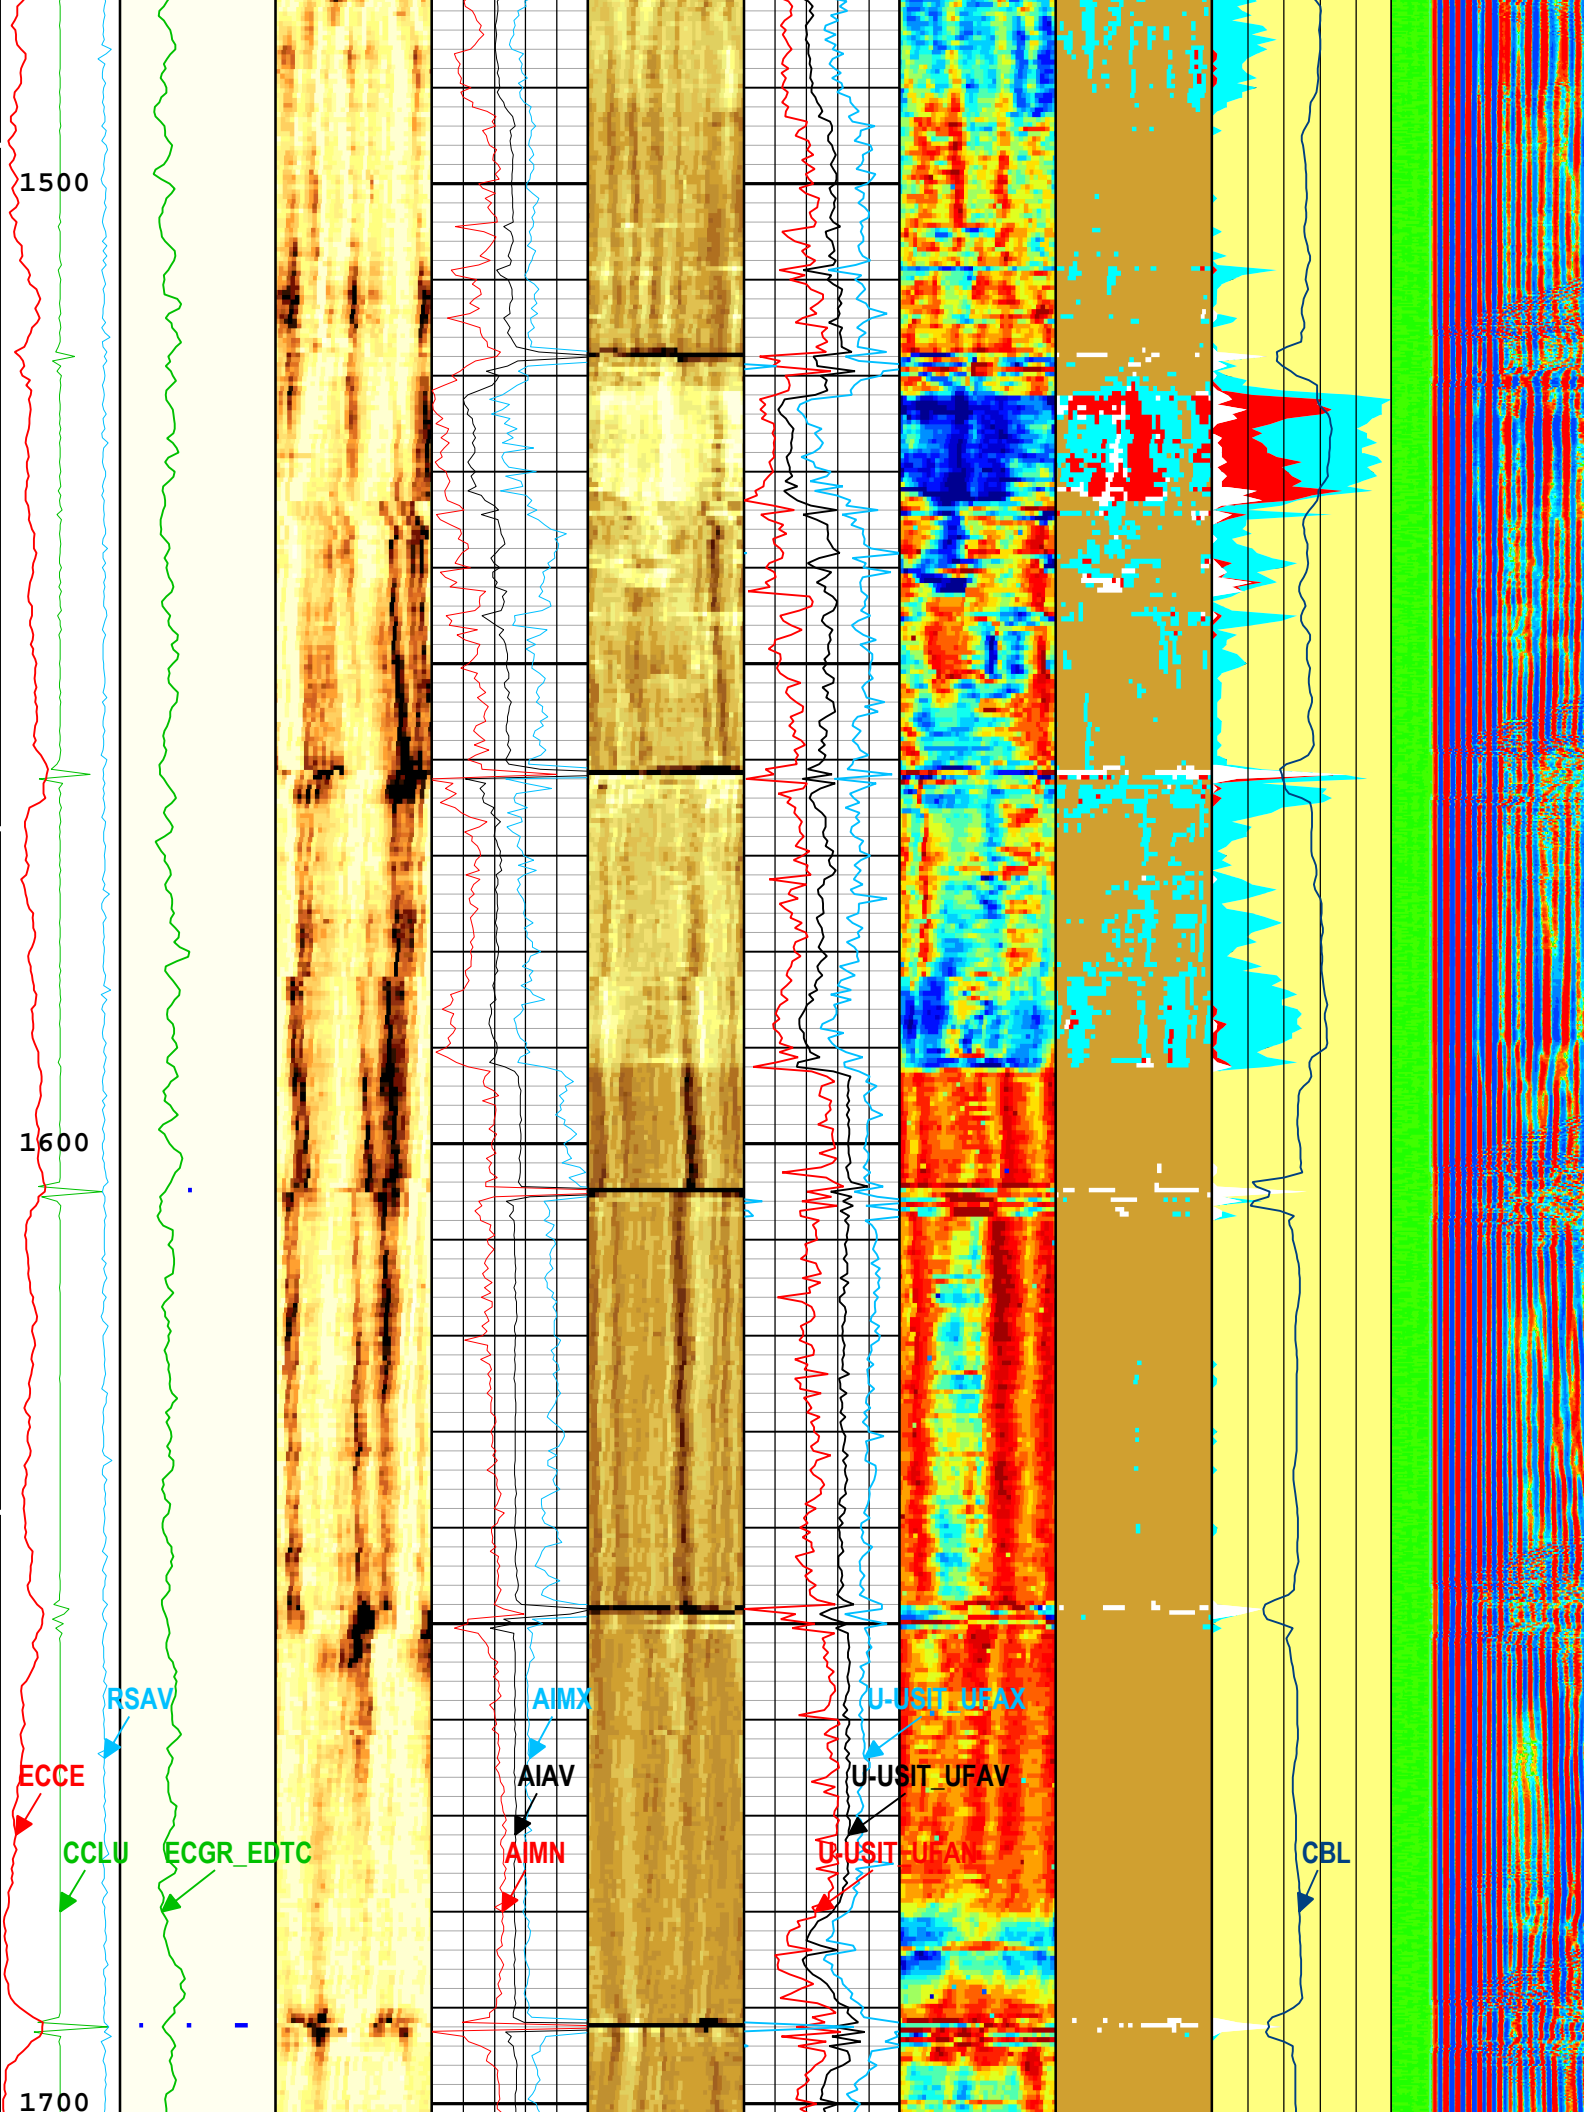 1500
1600
RSAV
AIMX
U-USIT_UFAX
ECCE
AIAV
U-USIT_UFAV
CCLU
ECGR_EDTC
AIMN
U-USIT_UFAN
CBL
1700